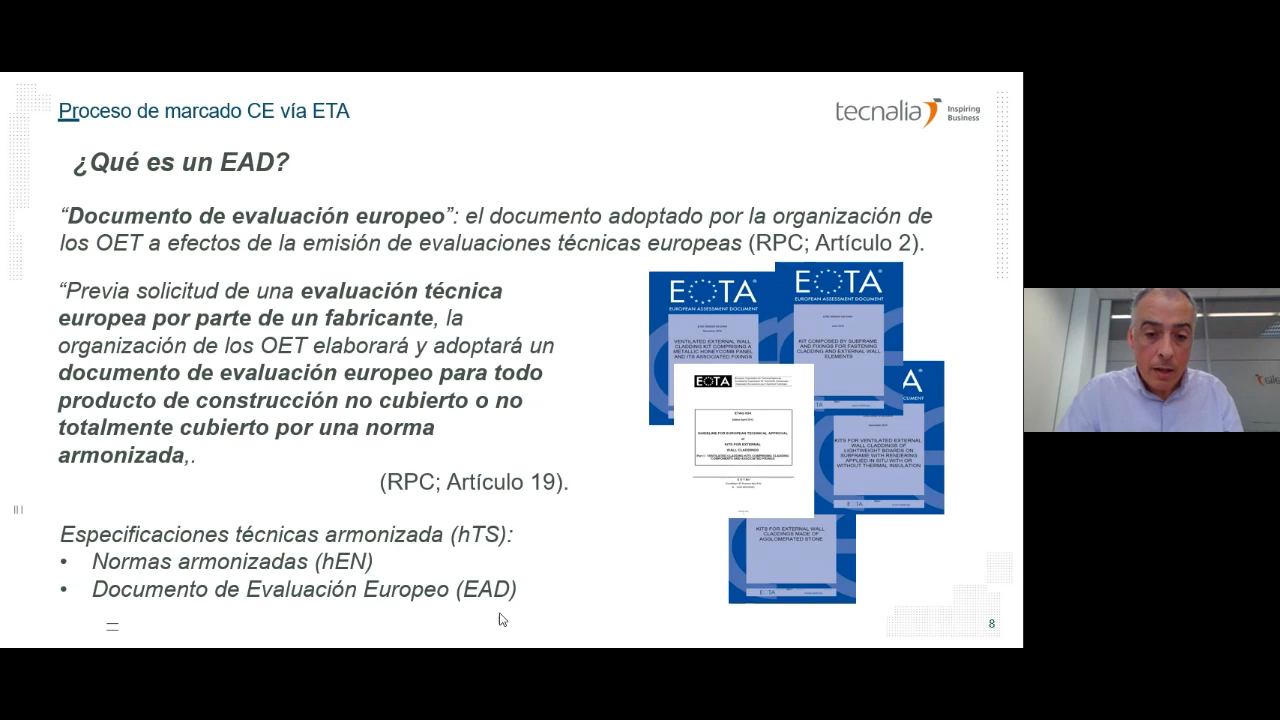 Proceso de marcado CE vía ETA
tecnalia Inspiring
Business
¿Qué es un EAD?
“Documento de evaluación europeo”: el documento adoptado por la organización de
los OET a efectos de la emisión de evaluaciones técnicas europeas (RPC; Artículo 2).
“Previa solicitud de una evaluación técnica
europea por parte de un fabricante, la
organización de los OET elaborará y adoptará un
documento de evaluación europeo para todo
producto de construcción no cubierto o no
totalmente cubierto por una norma
armonizada,,
(RPC; Artículo 19).
Especificaciones técnicas armonizada (hTS):
• Normas armonizadas (hEN)
• Documento de Evaluación Europeo (EAD)
EOTA
EUROPEAN ASSESSMENT DOCUMENT
VENTILATED EXTERNAL WALL
CLADDING KIT COMPRISING A
METALLIC HONEYCOMB PANEL
AND ITS ASSOCIATED FIXINGS
EOTA
EUROPEAN ASSESSMENT DOCUMENT
KIT COMPOSED BY SUBFRAME
AND FIXINGS FOR FASTENING
CLADDING AND EXTERNAL WALL
ELEMENTS
EOTA
GUIDELINE FOR EUROPEAN TECHNICAL APPROVAL
of
KITS FOR EXTERNAL
WALL CLADDINGS
KITS FOR VENTILATED EXTERNAL
WALL CLADDINGS OF
LIGHTWEIGHT BOARDS ON
SUBFRAME WITH RENDERING
APPLIED IN SITU WITH OR
WITHOUT THERMAL INSULATION
KITS FOR EXTERNAL WALL
CLADDINGS MADE OF
AGGLOMERATED STONE
8